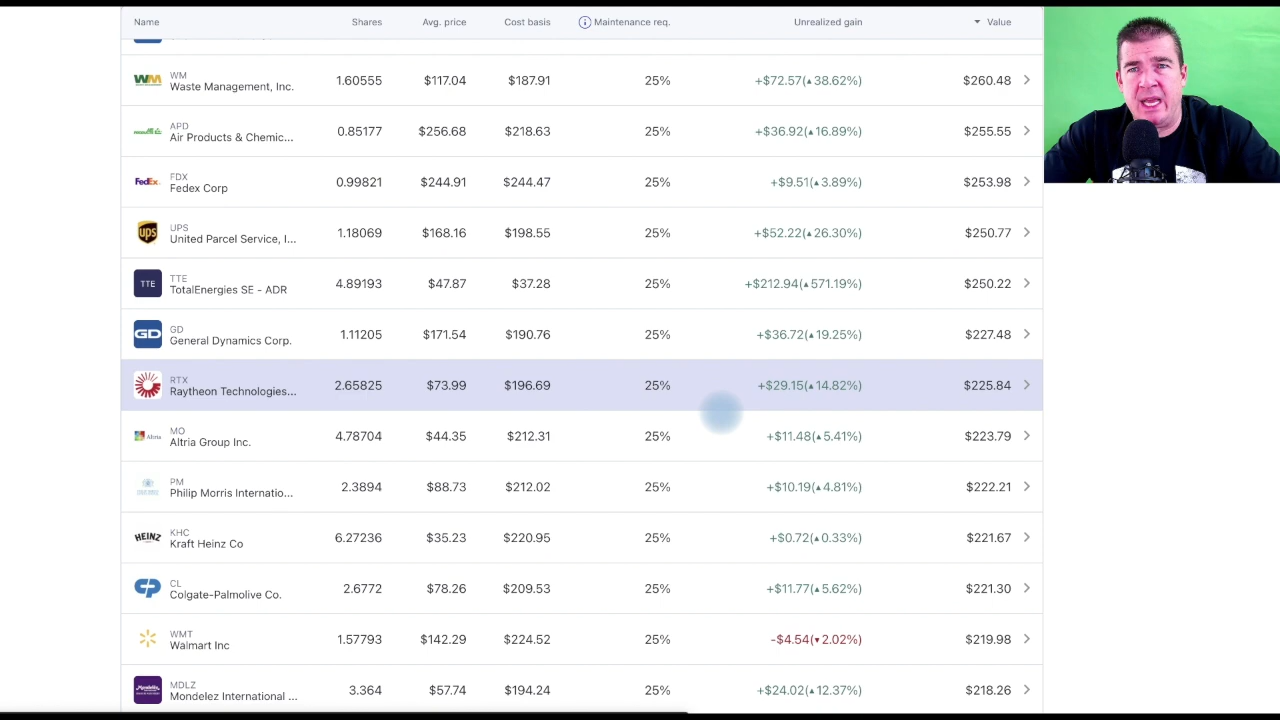 Name Shares Avg. price Cost basis Maintenance req. Unrealized gain Value
WM
Waste Management, Inc. 1.60555 $117.04 $187.91 25% +$72.57(▲38.62%) $260.48
APD
Air Products & Chemic... 0.85177 $256.68 $218.63 25% +$36.92(▲16.89%) $255.55
FedEx
FDX
Fedex Corp 0.99821 $244.91 $244.47 25% +$9.51(▲3.89%) $253.98
ups
UPS
United Parcel Service, I... 1.18069 $168.16 $198.55 25% +$52.22(▲26.30%) $250.77
TTE
TTE
TotalEnergies SE - ADR 4.89193 $47.87 $37.28 25% +$212.94(▲571.19%) $250.22
GD
GD
General Dynamics Corp. 1.11205 $171.54 $190.76 25% +$36.72(▲19.25%) $227.48
RTX
Raytheon Technologies... 2.65825 $73.99 $196.69 25% +$29.15(▲14.82%) $225.84
Altria
MO
Altria Group Inc. 4.78704 $44.35 $212.31 25% +$11.48(▲5.41%) $223.79
PM
Philip Morris Internatio... 2.3894 $88.73 $212.02 25% +$10.19(▲4.81%) $222.21
HEINZ
KHC
Kraft Heinz Co 6.27236 $35.23 $220.95 25% +$0.72(▲0.33%) $221.67
CL
Colgate-Palmolive Co. 2.6772 $78.26 $209.53 25% +$11.77(▲5.62%) $221.30
WMT
Walmart Inc 1.57793 $142.29 $224.52 25% -$4.54(▼2.02%) $219.98
Mondelez
MDLZ
Mondelez International ... 3.364 $57.74 $194.24 25% +$24.02(▲12.37%) $218.26